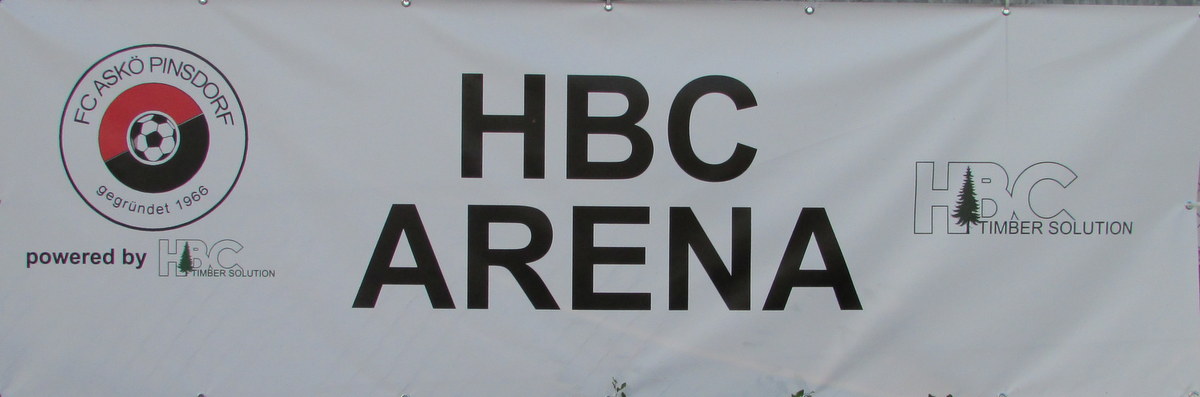 FC ASKÖ PINSDORF
gegründet 1966
powered by HBC
TIMBER SOLUTION
HBC
ARENA
HBC
TIMBER SOLUTION